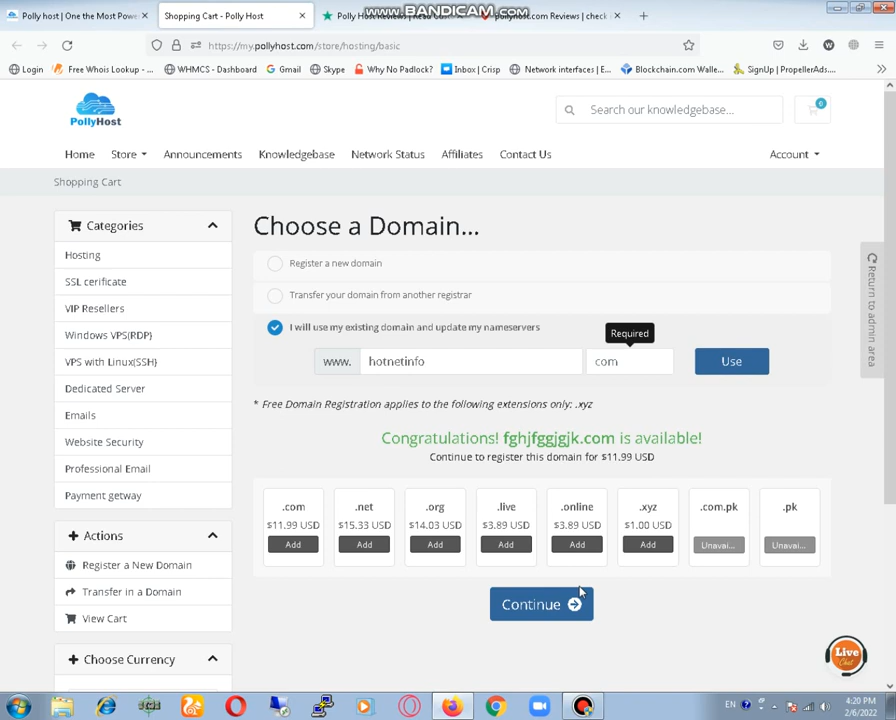 www.BANDICAM.com
Polly host | One the Most Powe
Shopping Cart - Polly Host
Polly Host Reviews | Read Cu
pollyhost.com Reviews | check
https://my.pollyhost.com/store/hosting/basic
Login
Free Whois Lookup - ...
WHMCS - Dashboard
Gmail
Skype
Why No Padlock?
Inbox | Crisp
Network interfaces | E...
Blockchain.com Walle...
SignUp | PropellerAds....
PollyHost
Search our knowledgebase...
0
Home
Store
Announcements
Knowledgebase
Network Status
Affiliates
Contact Us
Account
Shopping Cart
Categories
Hosting
SSL cerificate
VIP Resellers
Windows VPS(RDP)
VPS with Linux(SSH)
Dedicated Server
Emails
Website Security
Professional Email
Payment getway
Actions
Register a New Domain
Transfer in a Domain
View Cart
Choose Currency
Choose a Domain...
Register a new domain
Transfer your domain from another registrar
I will use my existing domain and update my nameservers
Required
www. hotnetinfo com Use
* Free Domain Registration applies to the following extensions only: .xyz
Congratulations! fghjfggjgjk.com is available!
Continue to register this domain for $11.99 USD
.com .net .org .live .online .xyz .com.pk .pk
$11.99 USD $15.33 USD $14.03 USD $3.89 USD $3.89 USD $1.00 USD
Add Add Add Add Add Add Unavai... Unavai...
Continue
Return to admin area
Live
Chat
EN
4:20 PM
2/6/2022